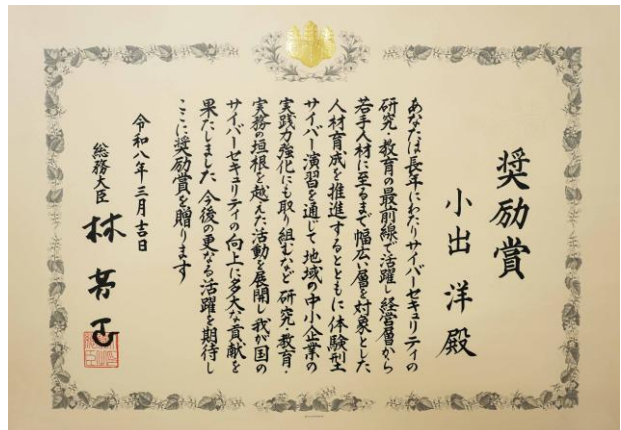 奨励賞
小出 洋殿
あなたは長年にわたりサイバーセキュリティの
研究・教育の最前線で活躍し経営層から
若手人材に至るまで幅広い層を対象とした
人材育成を推進するとともに体験型
サイバー演習を通じて地域の中小企業の
実践力強化にも取り組むなど研究・教育・
実務の垣根を越えた活動を展開し我が国の
サイバーセキュリティの向上に多大な貢献を
果たしました 今後の更なる活躍を期待し
ここに奨励賞を贈ります
令和八年三月吉日
総務大臣
林芳正